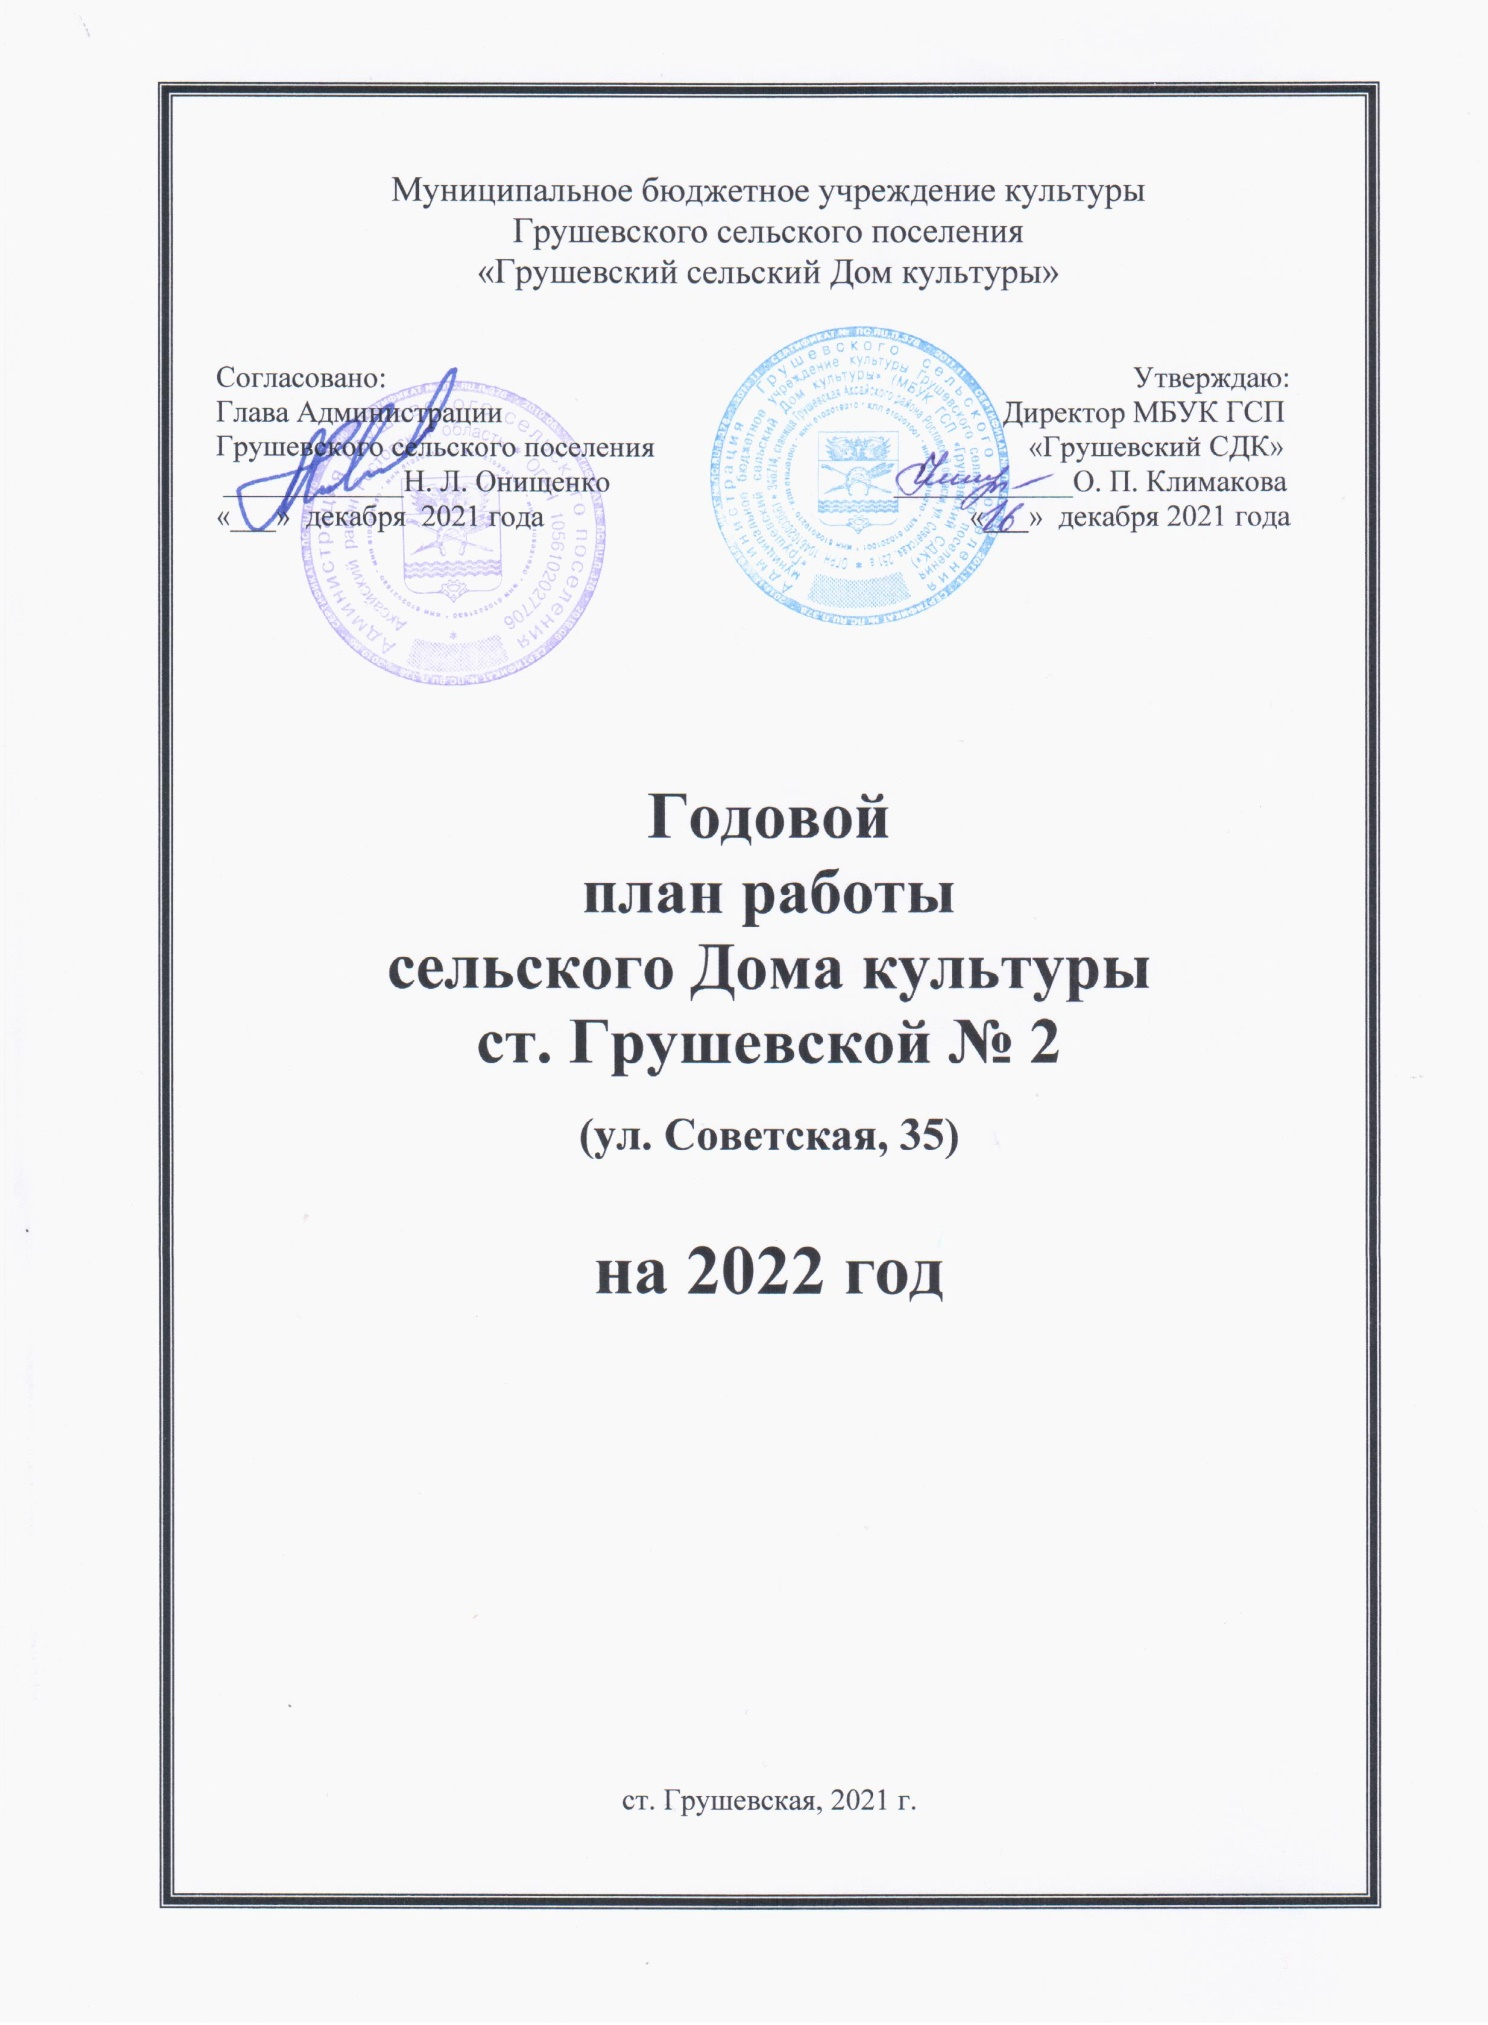 Муниципальное бюджетное учреждение культуры
Грушевского сельского поселения
«Грушевский сельский Дом культуры»
Согласовано:
Глава Администрации
Грушевского сельского поселения
____________Н. Л. Онищенко
«___» декабря 2021 года
Утверждаю:
Директор МБУК ГСП
«Грушевский СДК»
____________О. П. Климакова
«16» декабря 2021 года
Годовой
план работы
сельского Дома культуры
ст. Грушевской № 2
(ул. Советская, 35)
на 2022 год
ст. Грушевская, 2021 г.